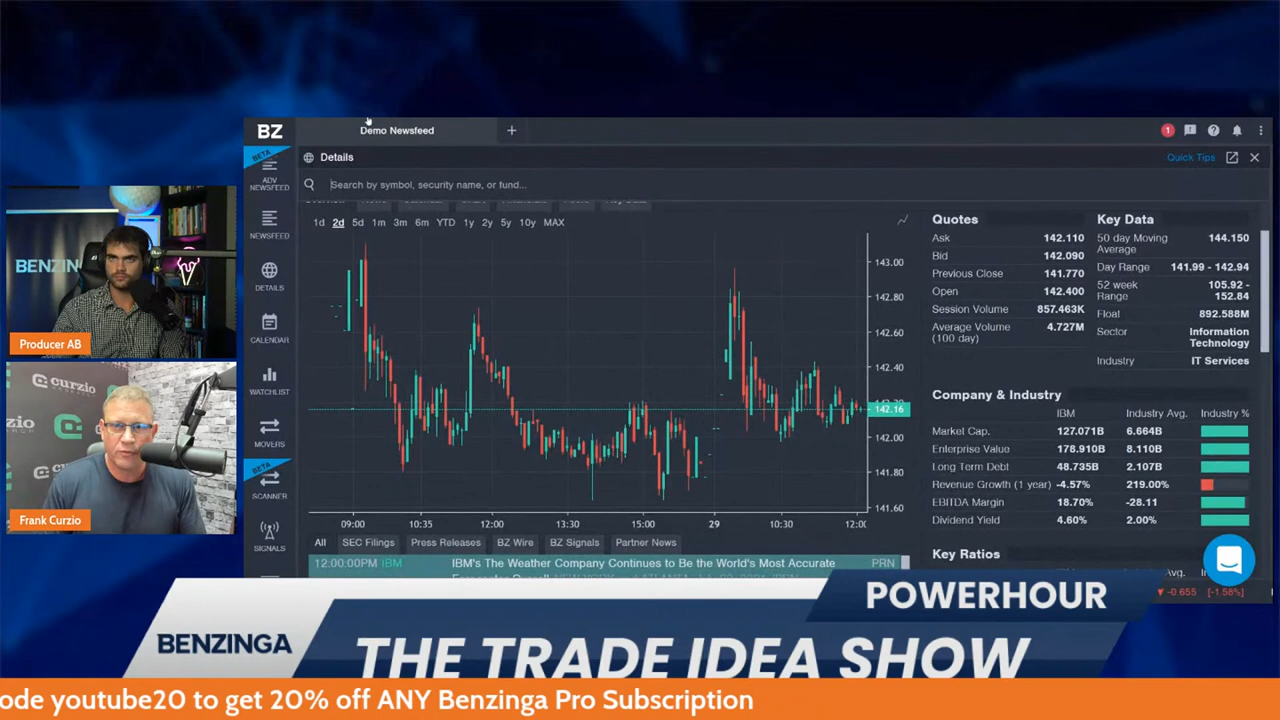 BZ
Demo Newsfeed
+
1
BETA
ADV
NEWSFEED
NEWSFEED
DETAILS
CALENDAR
WATCHLIST
MOVERS
BETA
SCANNER
SIGNALS
Details
Quick Tips
Search by symbol, security name, or fund...
1d 2d 5d 1m 3m 6m YTD 1y 2y 5y 10y MAX
143.00
142.80
142.60
142.40
142.16
142.00
141.80
141.60
09:00 10:35 12:00 13:30 15:00 29 10:30 12:00
All SEC Filings Press Releases BZ Wire BZ Signals Partner News
12:00:00PM IBM IBM's The Weather Company Continues to Be the World's Most Accurate PRN
Quotes
Ask 142.110
Bid 142.090
Previous Close 141.770
Open 142.400
Session Volume 857.463K
Average Volume 4.727M
(100 day)
Key Data
50 day Moving 144.150
Average
Day Range 141.99 - 142.94
52 week 105.92 -
Range 152.84
Float 892.588M
Sector Information
Technology
Industry IT Services
Company & Industry
IBM Industry Avg. Industry %
Market Cap. 127.071B 6.664B
Enterprise Value 178.910B 8.110B
Long Term Debt 48.735B 2.107B
Revenue Growth (1 year) -4.57% 219.00%
EBITDA Margin 18.70% -28.11
Dividend Yield 4.60% 2.00%
Key Ratios
-0.655 [-1.58%]
BENZIN
Producer AB
curzio
Frank Curzio
POWERHOUR
BENZINGA
THE TRADE IDEA SHOW
ode youtube20 to get 20% off ANY Benzinga Pro Subscription